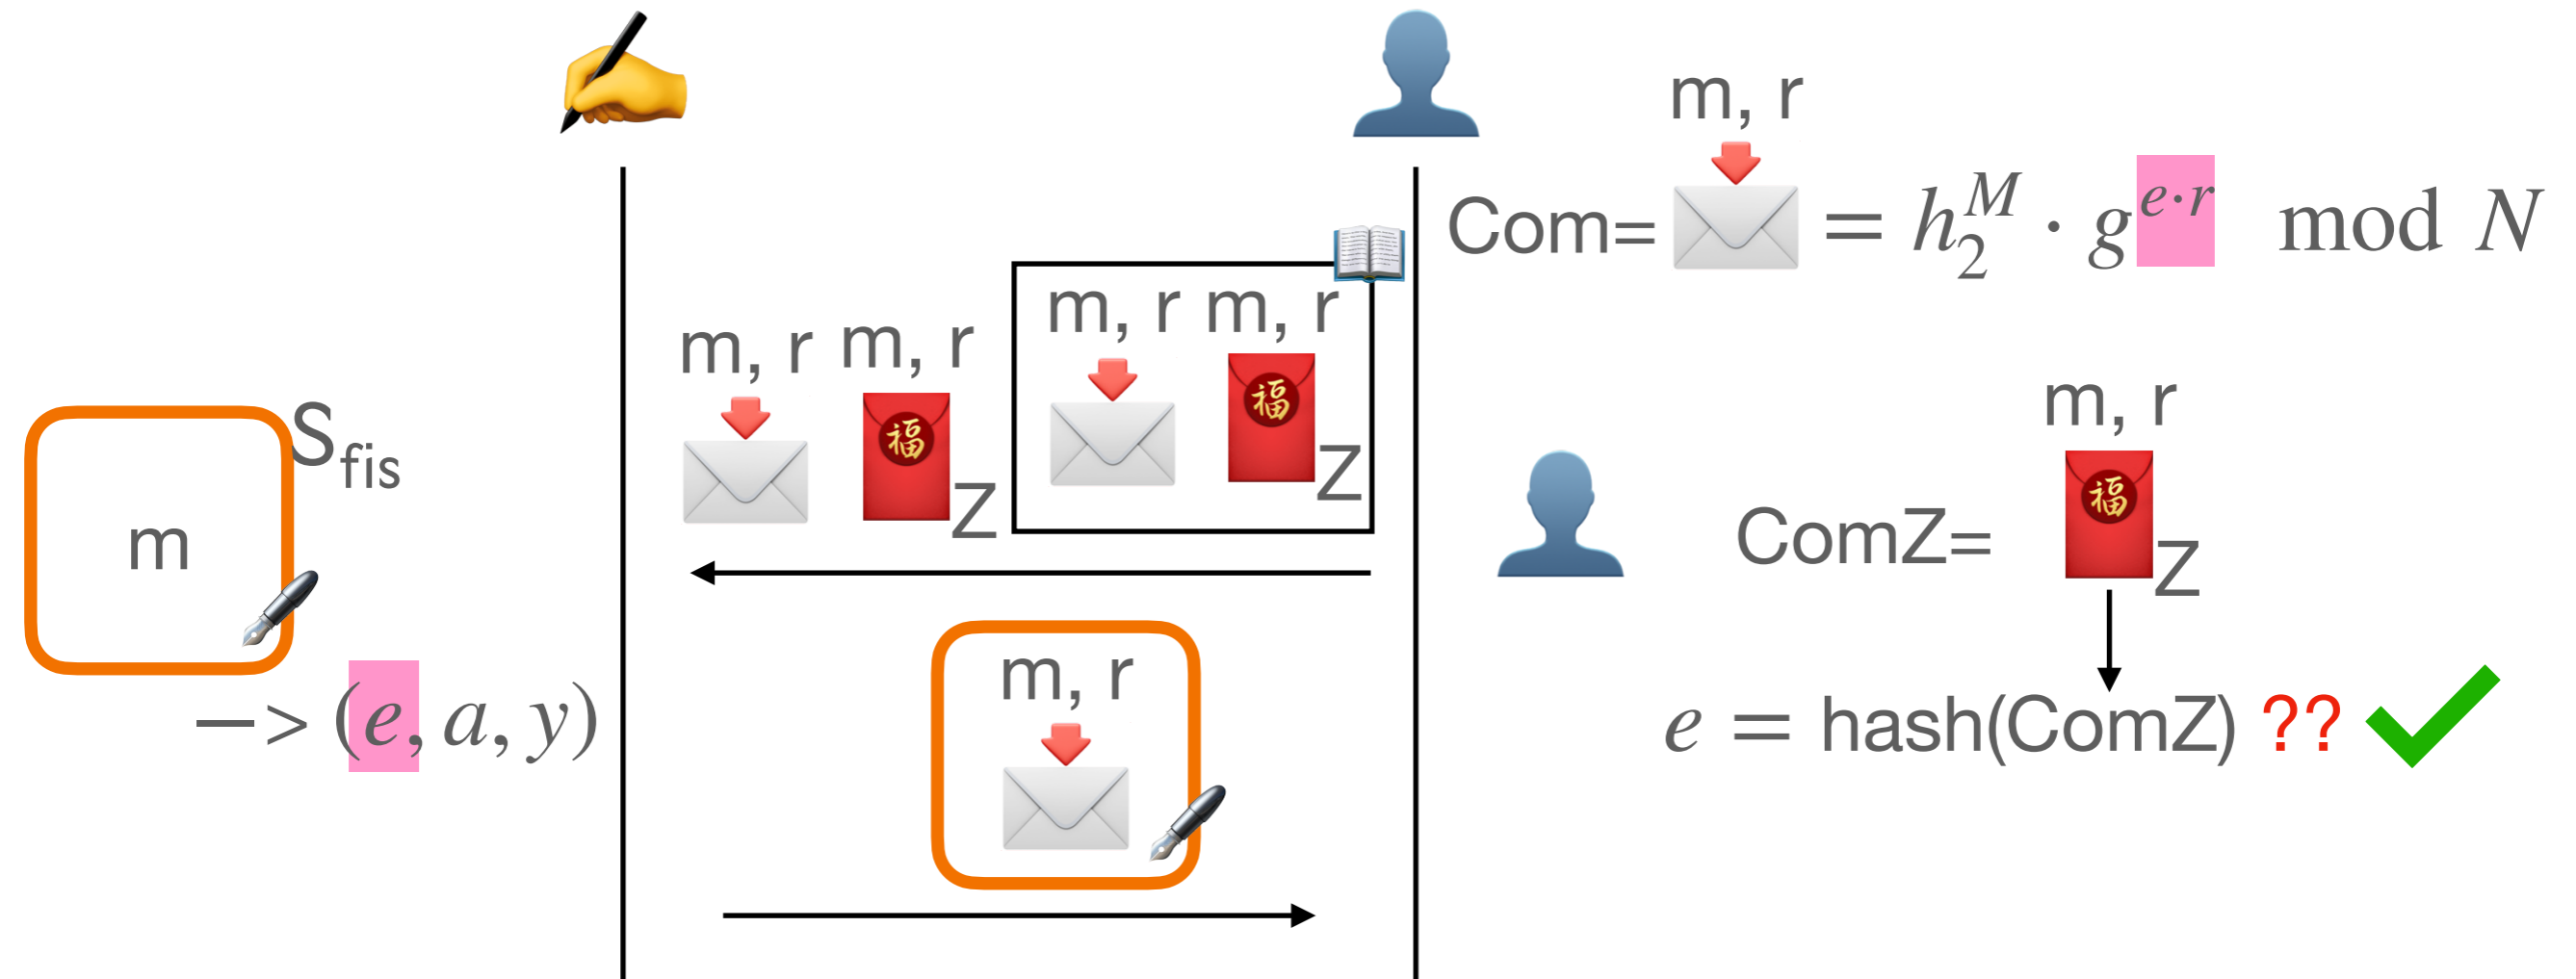 m, r
Com= = h_2^M · g^{e·r} mod N
m, r m, r
福 Z
m, r m, r
福 Z
m, r
ComZ= 福 Z
S_fis
m
m, r
–> (e, a, y)
e = hash(ComZ) ??